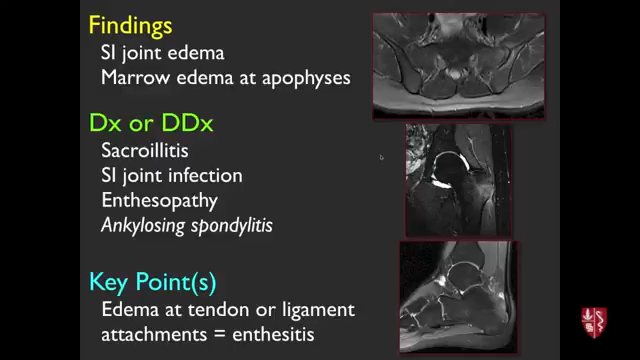 Findings
SI joint edema
Marrow edema at apophyses
Dx or DDx
Sacroillitis
SI joint infection
Enthesopathy
Ankylosing spondylitis
Key Point(s)
Edema at tendon or ligament
attachments = enthesitis